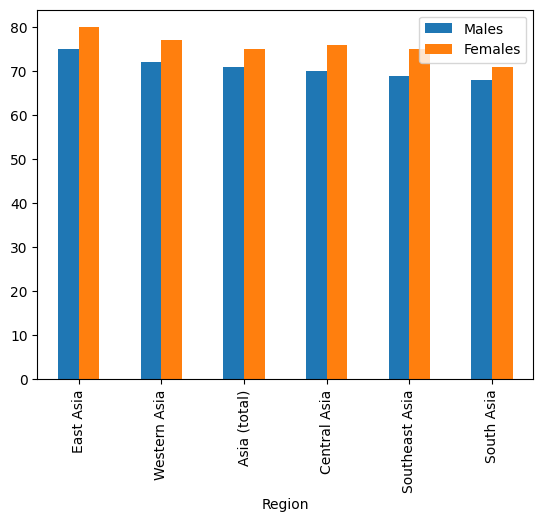 80
70
60
50
40
30
20
10
0
Males
Females
East Asia
Western Asia
Asia (total)
Central Asia
Southeast Asia
South Asia
Region